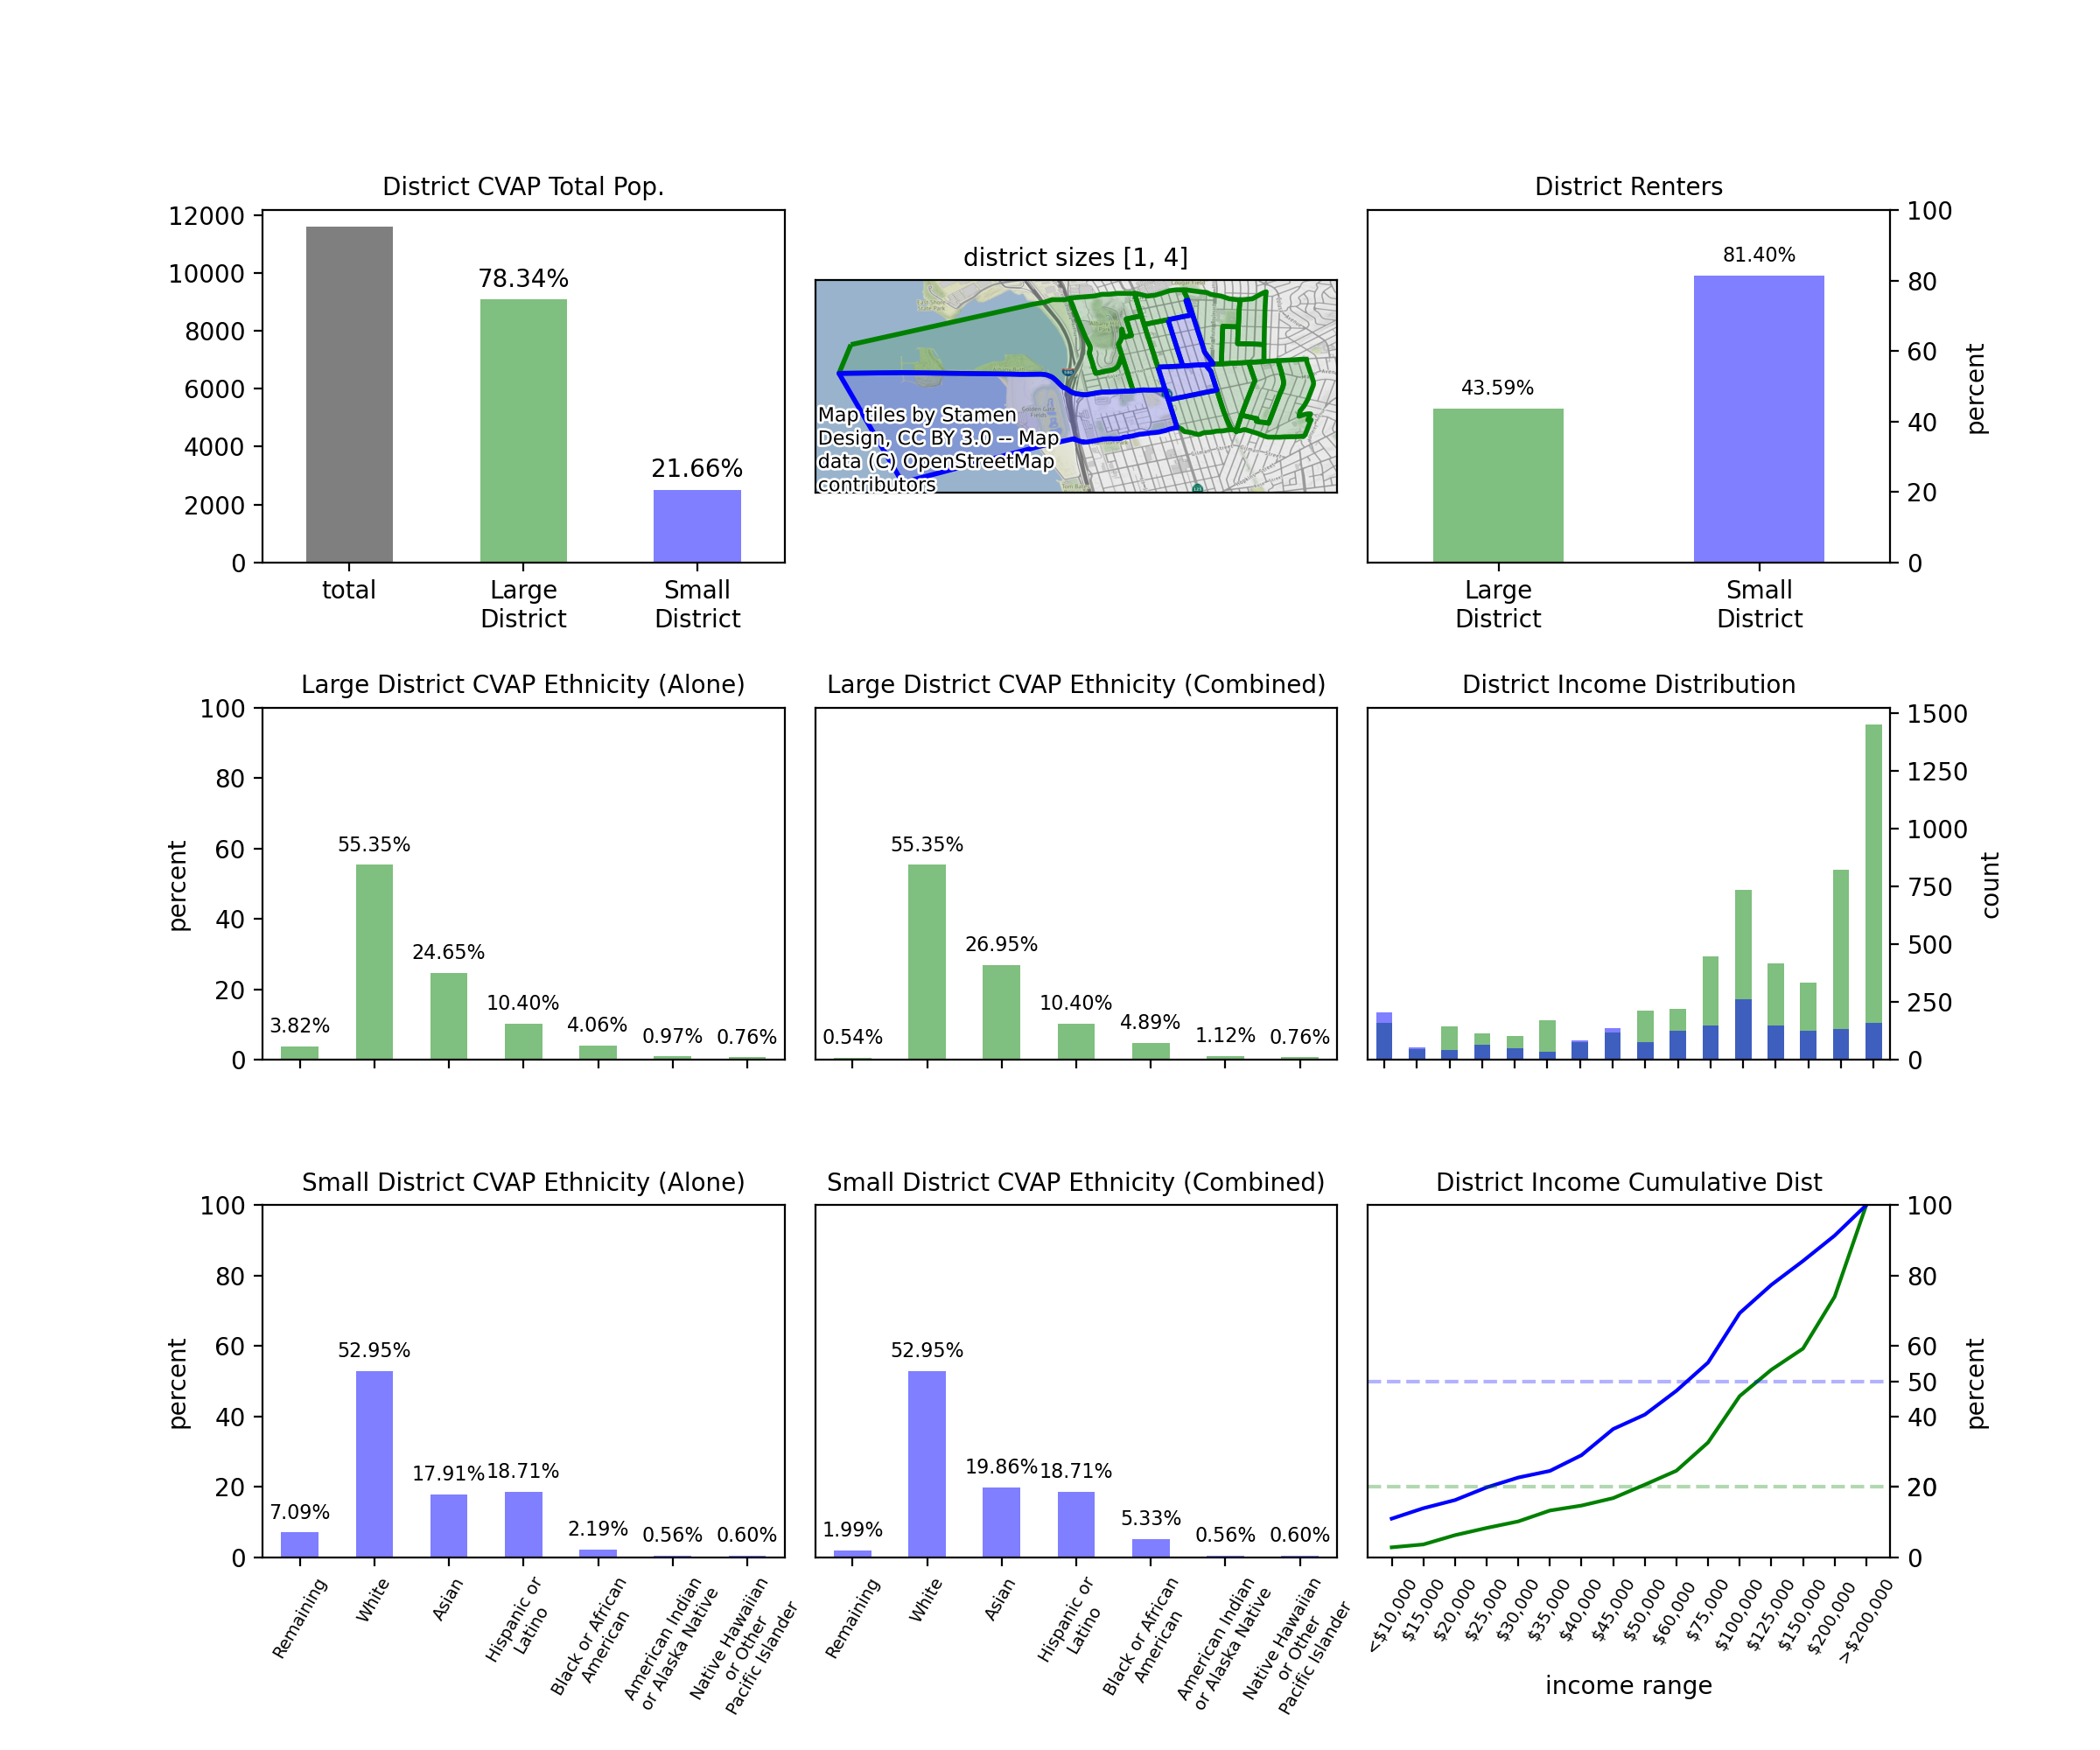 District CVAP Total Pop.
12000
10000
8000
6000
4000
2000
0
78.34%
21.66%
total
Large
District
Small
District
district sizes [1, 4]
Map tiles by Stamen
Design, CC BY 3.0 -- Map
data (C) OpenStreetMap
contributors
District Renters
43.59%
81.40%
100
80
60
40
20
0
percent
Large
District
Small
District
Large District CVAP Ethnicity (Alone)
percent
100
80
60
40
20
0
3.82%
55.35%
24.65%
10.40%
4.06%
0.97%
0.76%
Large District CVAP Ethnicity (Combined)
0.54%
55.35%
26.95%
10.40%
4.89%
1.12%
0.76%
District Income Distribution
1500
1250
1000
750
500
250
0
count
Small District CVAP Ethnicity (Alone)
percent
100
80
60
40
20
0
7.09%
52.95%
17.91%
18.71%
2.19%
0.56%
0.60%
Remaining
White
Asian
Hispanic or
Latino
Black or African
American
American Indian
or Alaska Native
Native Hawaiian
or Other
Pacific Islander
Small District CVAP Ethnicity (Combined)
1.99%
52.95%
19.86%
18.71%
5.33%
0.56%
0.60%
Remaining
White
Asian
Hispanic or
Latino
Black or African
American
American Indian
or Alaska Native
Native Hawaiian
or Other
Pacific Islander
District Income Cumulative Dist
100
80
60
50
40
20
0
percent
<$10,000
$15,000
$20,000
$25,000
$30,000
$35,000
$40,000
$45,000
$50,000
$60,000
$75,000
$100,000
$125,000
$150,000
$200,000
>$200,000
income range